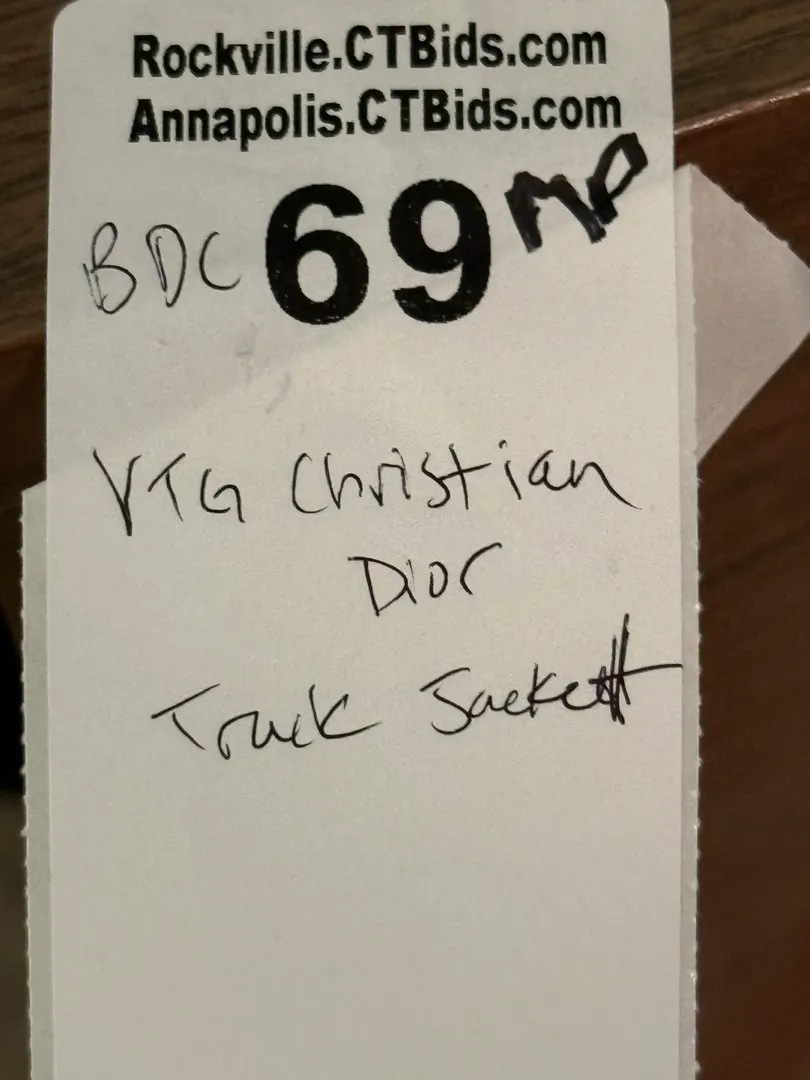 Rockville.CTBids.com
Annapolis.CTBids.com
BDC 69 MP
VTG Christian
Dior
Track Jacket